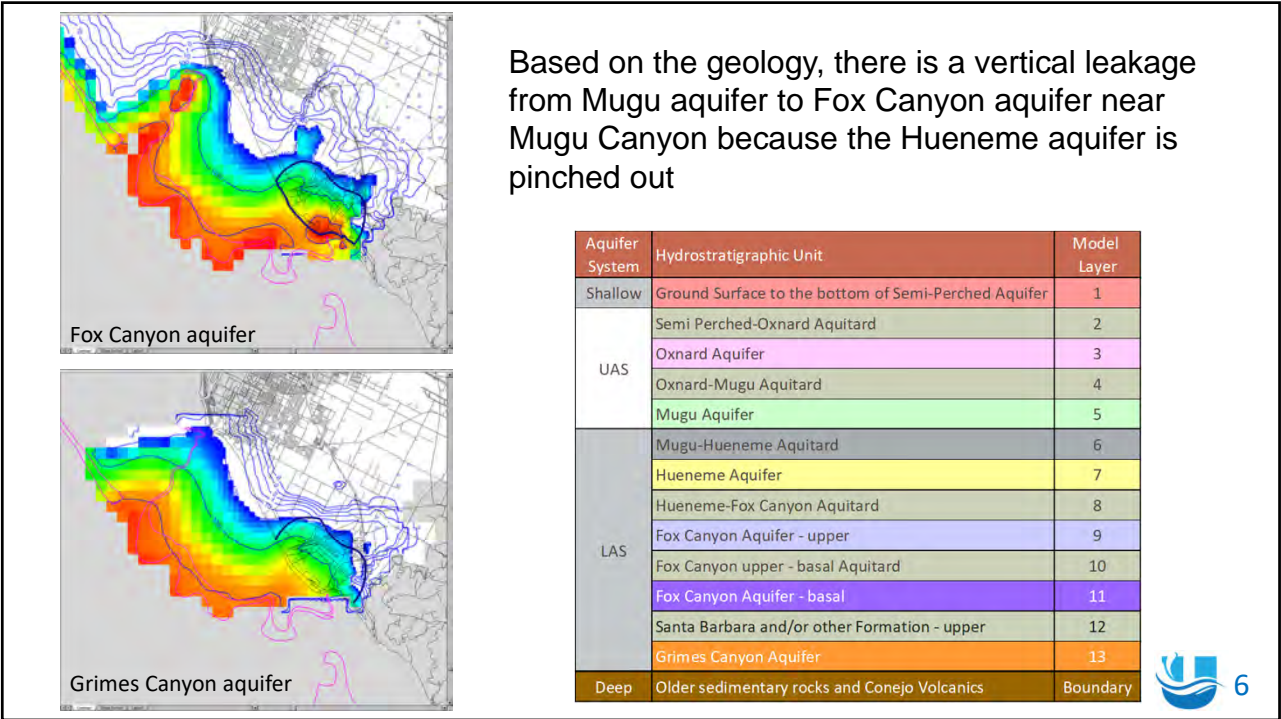 Based on the geology, there is a vertical leakage
from Mugu aquifer to Fox Canyon aquifer near
Mugu Canyon because the Hueneme aquifer is
pinched out
Fox Canyon aquifer
Grimes Canyon aquifer
Aquifer System Hydrostratigraphic Unit Model Layer
Shallow Ground Surface to the bottom of Semi-Perched Aquifer 1
UAS
Semi Perched-Oxnard Aquitard 2
Oxnard Aquifer 3
Oxnard-Mugu Aquitard 4
Mugu Aquifer 5
LAS
Mugu-Hueneme Aquitard 6
Hueneme Aquifer 7
Hueneme-Fox Canyon Aquitard 8
Fox Canyon Aquifer - upper 9
Fox Canyon upper - basal Aquitard 10
Fox Canyon Aquifer - basal 11
Santa Barbara and/or other Formation - upper 12
Grimes Canyon Aquifer 13
Deep Older sedimentary rocks and Conejo Volcanics Boundary
6